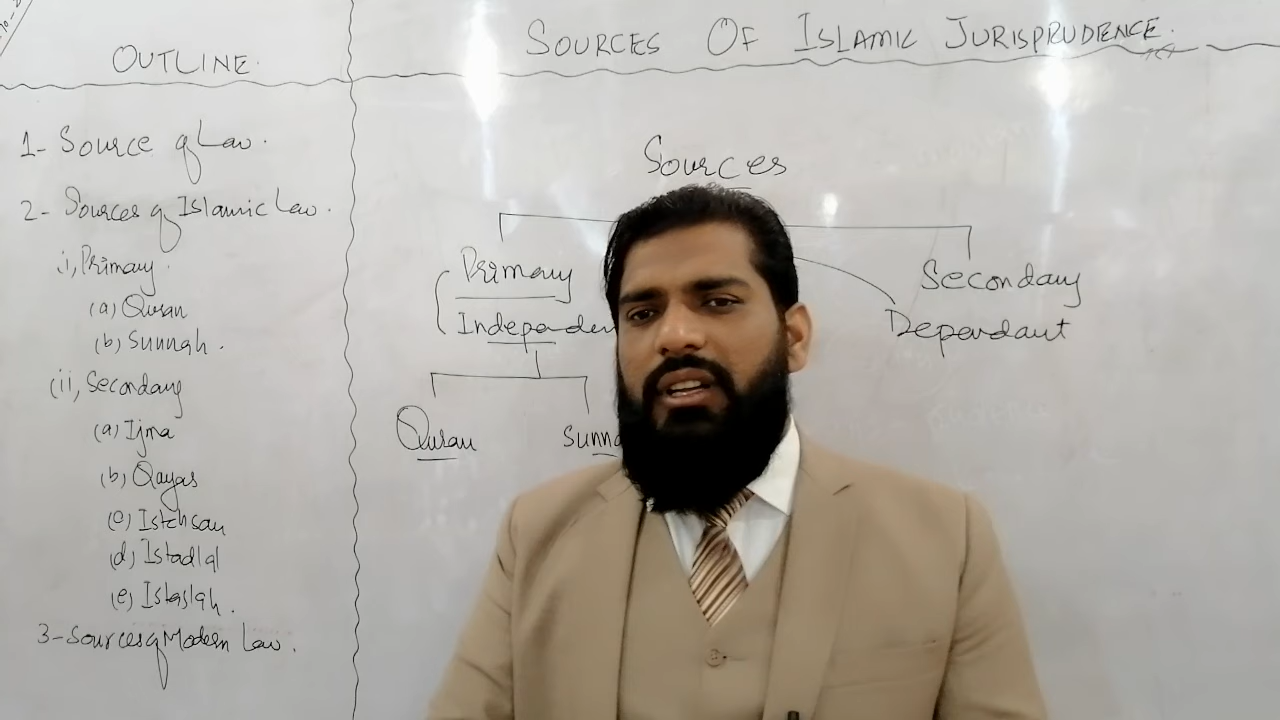 OUTLINE.
1- Source of Law.
2- Sources of Islamic Law.
i, Primary.
(a) Quran
(b) Sunnah.
(ii, Secondary
(a) Ijma
(b) Qayas
(c) Istehsan
(d) Istadlal
(e) Istaslah.
3- Sources of Modern Law.
SOURCES OF ISLAMIC JURISPRUDENCE.
Sources
Primary
Independen
Quran
Sunna
Secondary
Dependant